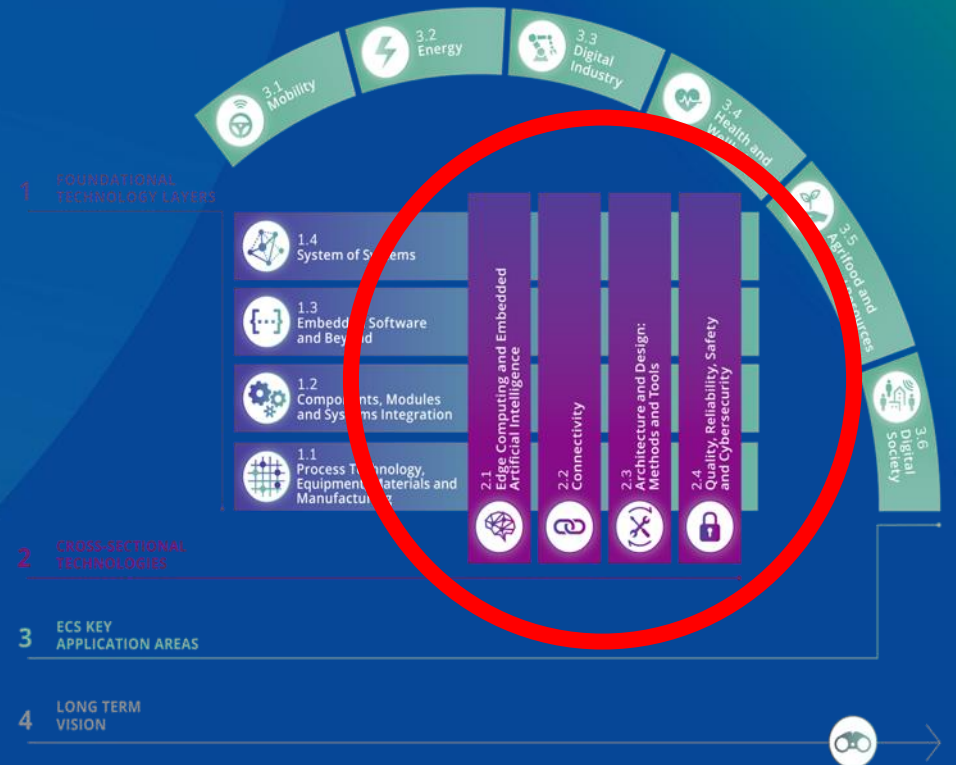 3.1
Mobility
3.2
Energy
3.3
Digital
Industry
3.4
Health and
3.5
Agrifood and
Resources
3.6
Digital
Society
1 FOUNDATIONAL
TECHNOLOGY LAYERS
1.4
System of Systems
1.3
Embedded Software
and Beyond
1.2
Components, Modules
and Systems Integration
1.1
Process Technology,
Equipment, Materials and
Manufacturing
2.1
Edge Computing and Embedded
Artificial Intelligence
2.2
Connectivity
2.3
Architecture and Design:
Methods and Tools
2.4
Quality, Reliability, Safety
and Cybersecurity
2 CROSS-SECTIONAL
TECHNOLOGIES
3 ECS KEY
APPLICATION AREAS
4 LONG TERM
VISION